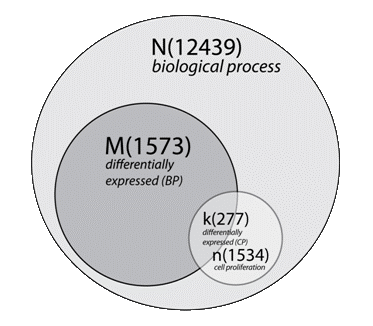 N(12439)
biological process
M(1573)
differentially
expressed (BP)
k(277)
differentially
expressed (CP)
n(1534)
cell proliferation